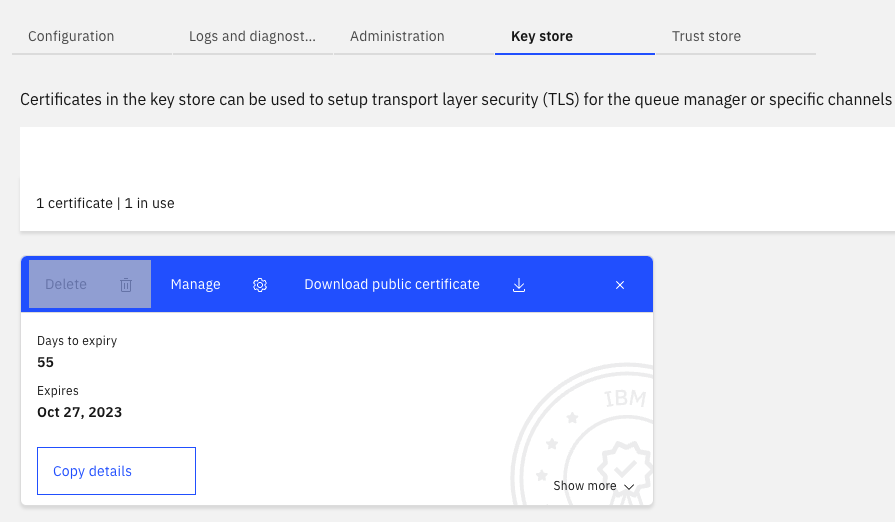 Configuration
Logs and diagnost...
Administration
Key store
Trust store
Certificates in the key store can be used to setup transport layer security (TLS) for the queue manager or specific channels
1 certificate | 1 in use
Delete
Manage
Download public certificate
Days to expiry
55
Expires
Oct 27, 2023
IBM
Copy details
Show more